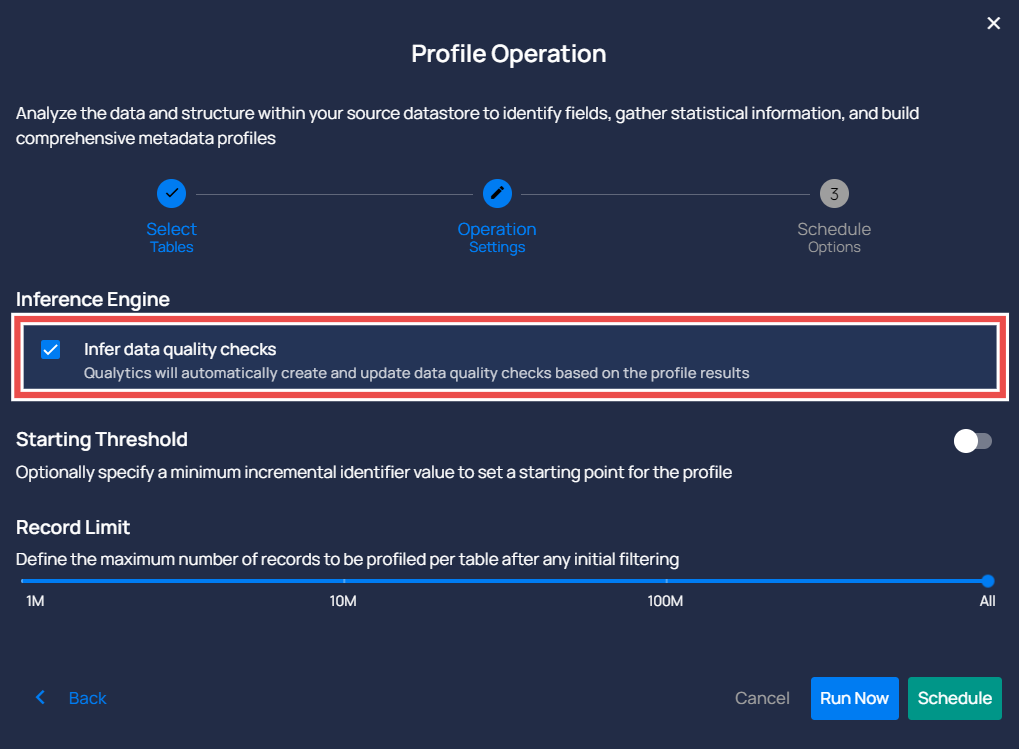 Profile Operation
Analyze the data and structure within your source datastore to identify fields, gather statistical information, and build
comprehensive metadata profiles
3
Select
Tables
Operation
Settings
Schedule
Options
Inference Engine
Infer data quality checks
Qualytics will automatically create and update data quality checks based on the profile results
Starting Threshold
Optionally specify a minimum incremental identifier value to set a starting point for the profile
Record Limit
Define the maximum number of records to be profiled per table after any initial filtering
1M 10M 100M All
Back Cancel Run Now Schedule